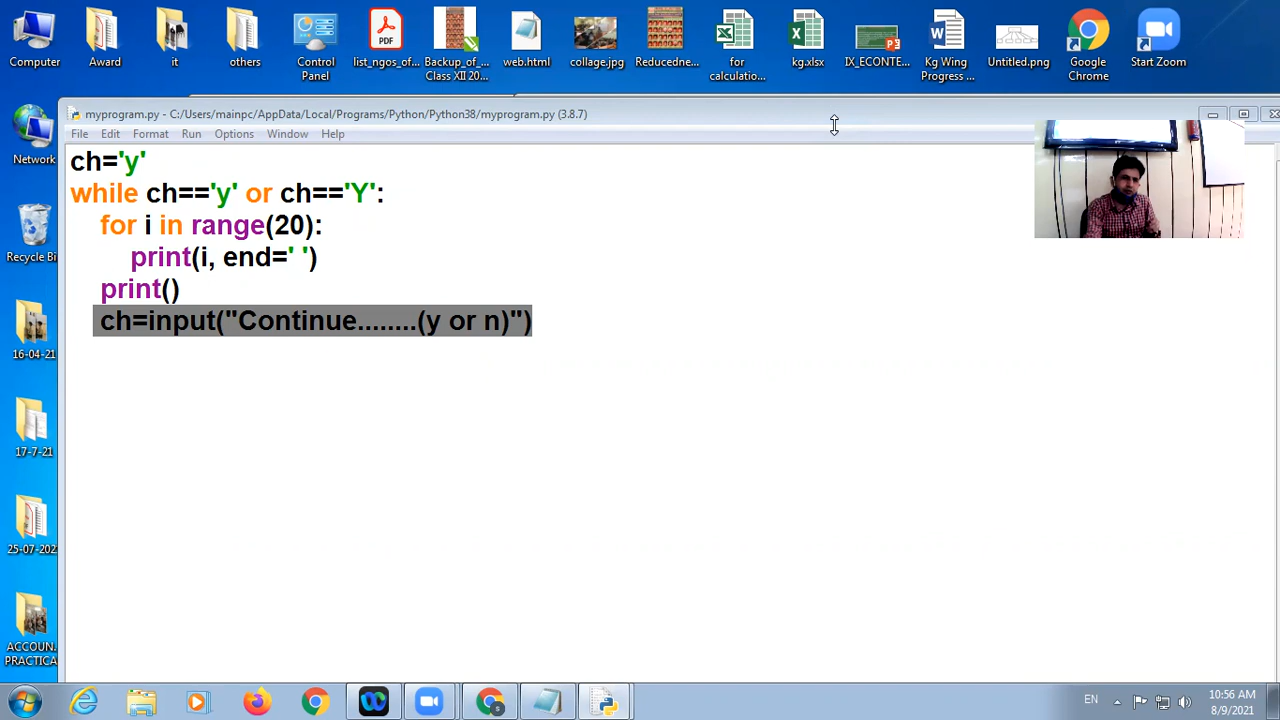 Computer
Award
it
others
Control Panel
list_ngos_of...
Backup_of_... Class XII 20...
web.html
collage.jpg
Reducedne...
for calculatio...
kg.xlsx
IX_ECONTE...
Kg Wing Progress ...
Untitled.png
Google Chrome
Start Zoom
Network
Recycle Bi
16-04-21
17-7-21
25-07-202
ACCOUN. PRACTICA
myprogram.py - C:/Users/mainpc/AppData/Local/Programs/Python/Python38/myprogram.py (3.8.7)
File Edit Format Run Options Window Help
ch='y'
while ch=='y' or ch=='Y':
    for i in range(20):
        print(i, end=' ')
    print()
    ch=input("Continue........(y or n)")
EN
10:56 AM
8/9/2021